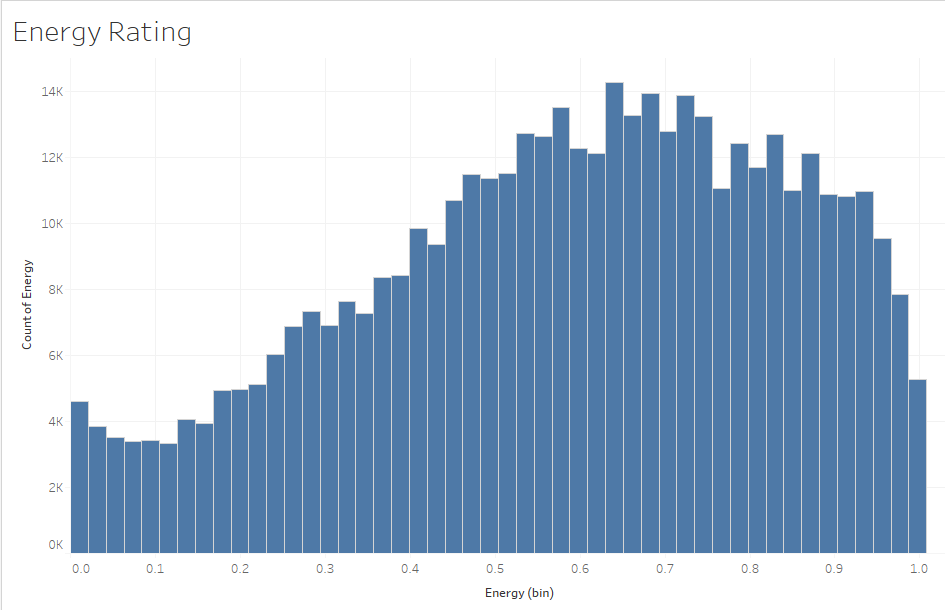 Energy Rating
14K
12K
10K
8K
6K
4K
2K
0K
Count of Energy
0.0 0.1 0.2 0.3 0.4 0.5 0.6 0.7 0.8 0.9 1.0
Energy (bin)